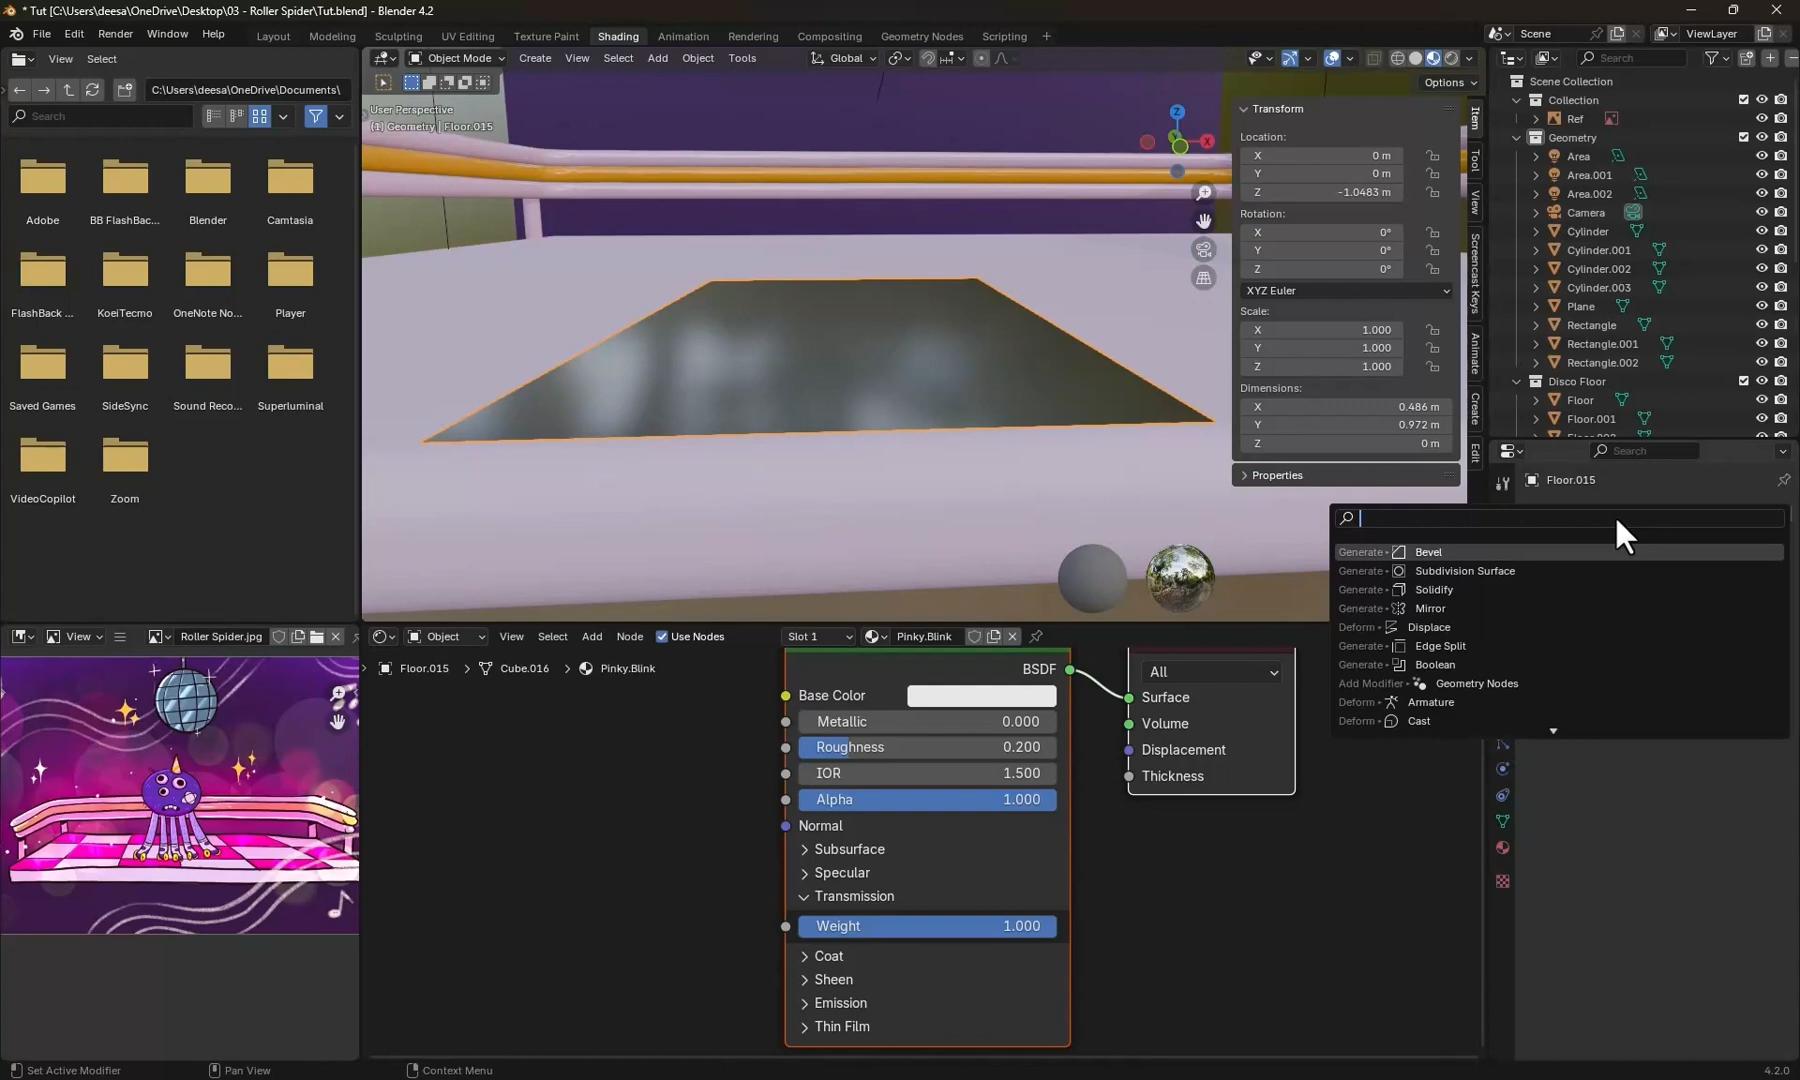 * Tut [C:\Users\deesa\OneDrive\Desktop\03 - Roller Spider\Tut.blend] - Blender 4.2
File Edit Render Window Help Layout Modeling Sculpting UV Editing Texture Paint Shading Animation Rendering Compositing Geometry Nodes Scripting + Scene ViewLayer
View Select
C:\Users\deesa\OneDrive\Documents\
Search
Adobe BB FlashBac... Blender Camtasia
FlashBack ... KoeiTecmo OneNote No... Player
Saved Games SideSync Sound Reco... Superluminal
VideoCopilot Zoom
Object Mode Create View Select Add Object Tools Global
Options
User Perspective
(1) Geometry | Floor.015
Z
Y
X
Transform
Location:
X 0 m
Y 0 m
Z -1.0483 m
Rotation:
X 0°
Y 0°
Z 0°
XYZ Euler
Scale:
X 1.000
Y 1.000
Z 1.000
Dimensions:
X 0.486 m
Y 0.972 m
Z 0 m
Properties
Item
Tool
View
Screencast Keys
Animate
Create
Edit
Search
Scene Collection
Collection
Ref
Geometry
Area
Area.001
Area.002
Camera
Cylinder
Cylinder.001
Cylinder.002
Cylinder.003
Plane
Rectangle
Rectangle.001
Rectangle.002
Disco Floor
Floor
Floor.001
Search
Floor.015
Generate Bevel
Generate Subdivision Surface
Generate Solidify
Generate Mirror
Deform Displace
Generate Edge Split
Generate Boolean
Add Modifier Geometry Nodes
Deform Armature
Deform Cast
View Roller Spider.jpg
Object View Select Add Node Use Nodes Slot 1 Pinky.Blink
Floor.015 > Cube.016 > Pinky.Blink
BSDF
Base Color
Metallic 0.000
Roughness 0.200
IOR 1.500
Alpha 1.000
Normal
Subsurface
Specular
Transmission
Weight 1.000
Coat
Sheen
Emission
Thin Film
All
Surface
Volume
Displacement
Thickness
Set Active Modifier Pan View Context Menu 4.2.0